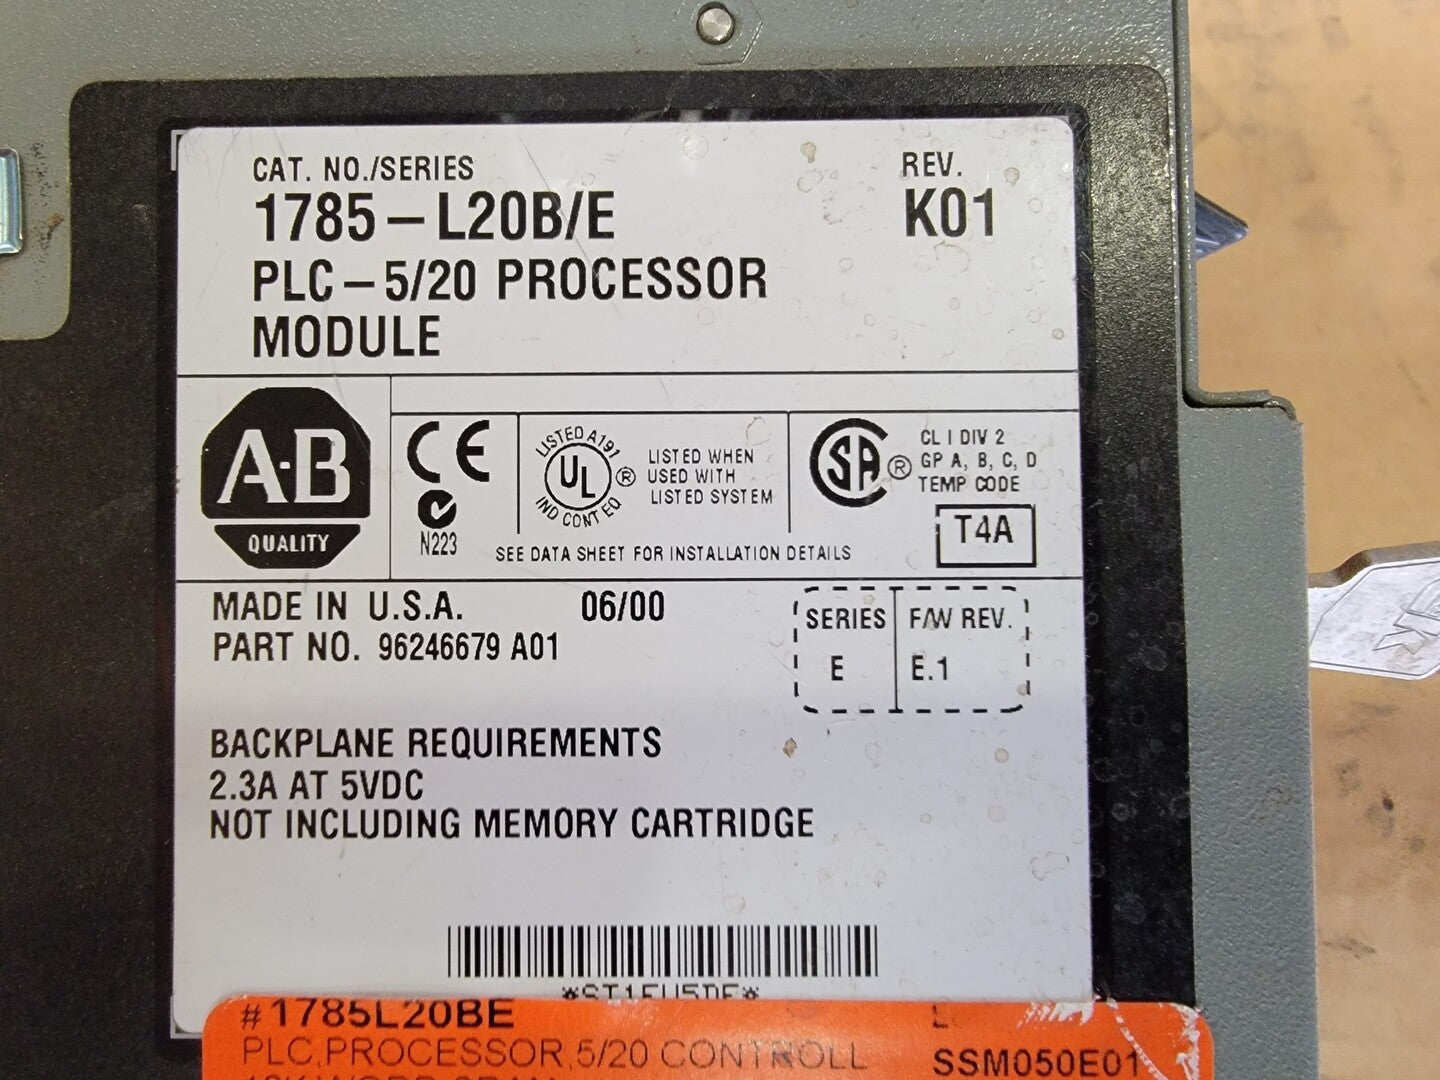 CAT. NO./SERIES
REV.
1785-L20B/E
K01
PLC-5/20 PROCESSOR
MODULE
A-B
QUALITY
CE
N223
LISTED A191
UL
IND CONT EQ
®
LISTED WHEN
USED WITH
LISTED SYSTEM
SA
®
CL I DIV 2
GP A, B, C, D
TEMP CODE
T4A
SEE DATA SHEET FOR INSTALLATION DETAILS
MADE IN U.S.A. 06/00
PART NO. 96246679 A01
SERIES F/W REV.
E E.1
BACKPLANE REQUIREMENTS
2.3A AT 5VDC
NOT INCLUDING MEMORY CARTRIDGE
#1785L20BE
PLC,PROCESSOR,5/20 CONTROLL
SSM050E01